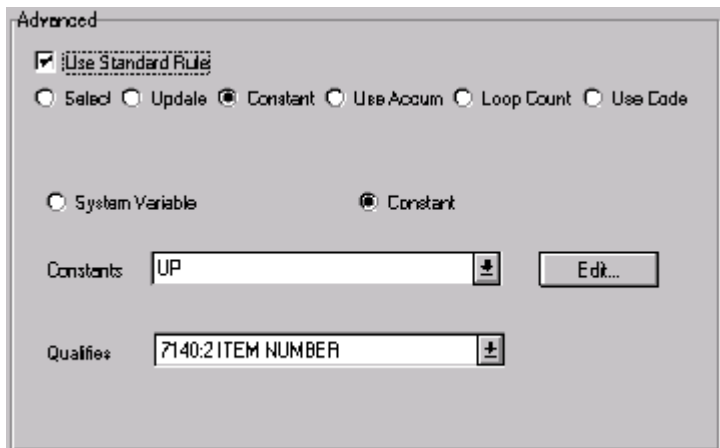 Advanced
Use Standard Rule
Select Update Constant Use Accum Loop Count Use Code
System Variable Constant
Constants UP Edit...
Qualifies 7140:2 ITEM NUMBER